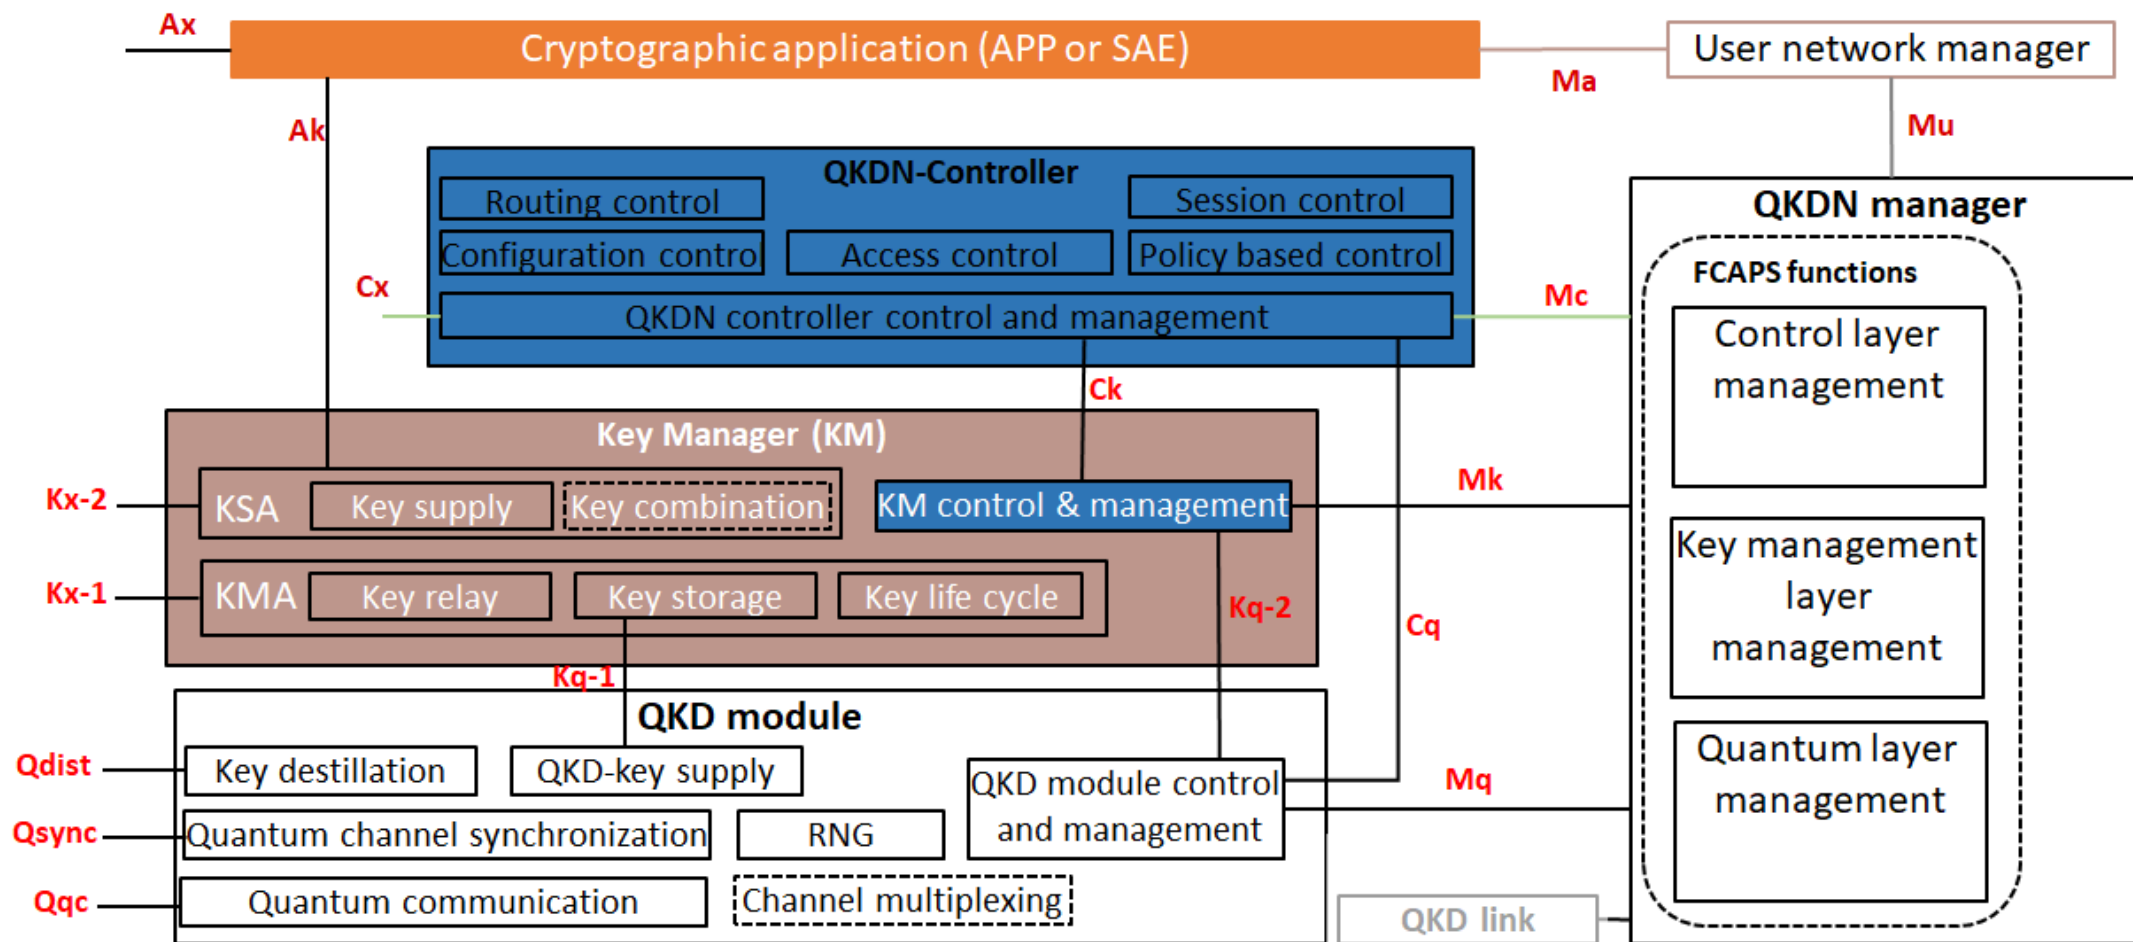 Ax
Cryptographic application (APP or SAE)
User network manager
Ma
Ak
Mu
QKDN-Controller
Routing control
Session control
Configuration control
Access control
Policy based control
Cx
QKDN controller control and management
Mc
QKDN manager
FCAPS functions
Control layer
management
Ck
Key Manager (KM)
Kx-2
KSA
Key supply
Key combination
KM control & management
Mk
Kx-1
KMA
Key relay
Key storage
Key life cycle
Kq-2
Cq
Key management
layer
management
Kq-1
QKD module
Qdist
Key destillation
QKD-key supply
QKD module control
and management
Mq
Quantum layer
management
Qsync
Quantum channel synchronization
RNG
Qqc
Quantum communication
Channel multiplexing
QKD link